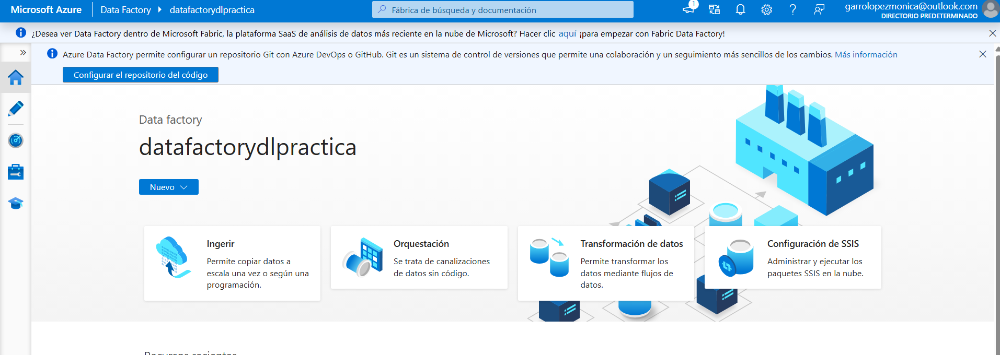 Microsoft Azure
Data Factory
datafactorydlpractica
Fábrica de búsqueda y documentación
1
garrolopezmonica@outlook.com
DIRECTORIO PREDETERMINADO
¿Desea ver Data Factory dentro de Microsoft Fabric, la plataforma SaaS de análisis de datos más reciente en la nube de Microsoft? Hacer clic aquí ¡para empezar con Fabric Data Factory!
Azure Data Factory permite configurar un repositorio Git con Azure DevOps o GitHub. Git es un sistema de control de versiones que permite una colaboración y un seguimiento más sencillos de los cambios. Más información
Configurar el repositorio del código
Data factory
datafactorydlpractica
Nuevo
Ingerir
Permite copiar datos a
escala una vez o según una
programación.
Orquestación
Se trata de canalizaciones
de datos sin código.
Transformación de datos
Permite transformar los
datos mediante flujos de
datos.
Configuración de SSIS
Administrar y ejecutar los
paquetes SSIS en la nube.
Recursos recientes